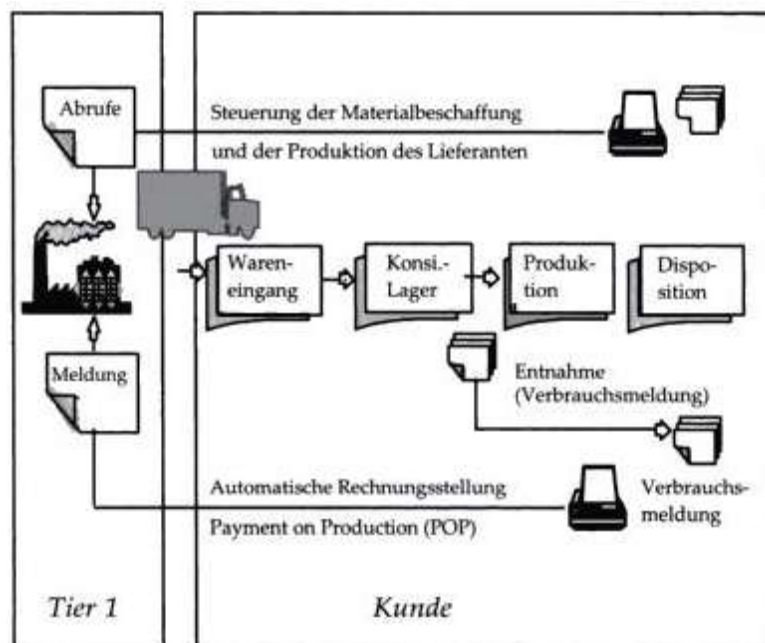 Abrufe
Steuerung der Materialbeschaffung
und der Produktion des Lieferanten
Waren-
eingang
Konsi.-
Lager
Produk-
tion
Dispo-
sition
Meldung
Entnahme
(Verbrauchsmeldung)
Automatische Rechnungsstellung
Payment on Production (POP)
Verbrauchs-
meldung
Tier 1
Kunde